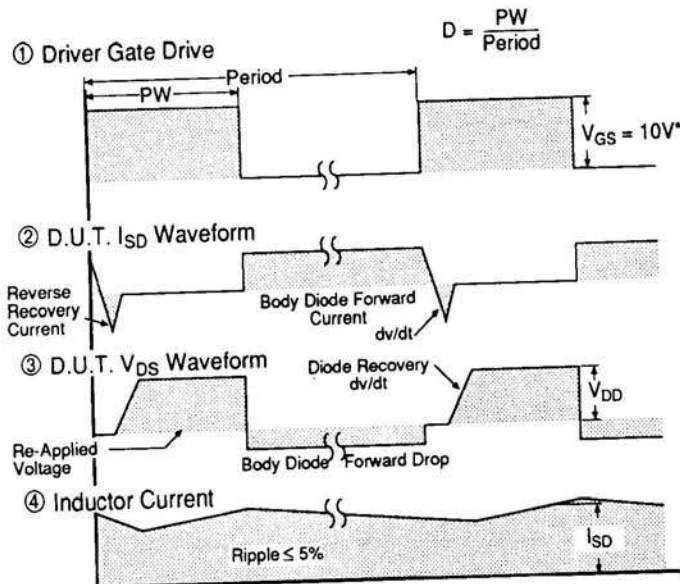 ① Driver Gate Drive
D = PW
Period
Period
PW
V_GS = 10V*
② D.U.T. I_SD Waveform
Reverse
Recovery
Current
Body Diode Forward
Current
dv/dt
③ D.U.T. V_DS Waveform
Diode Recovery
dv/dt
V_DD
Re-Applied
Voltage
Body Diode Forward Drop
④ Inductor Current
Ripple ≤ 5%
I_SD